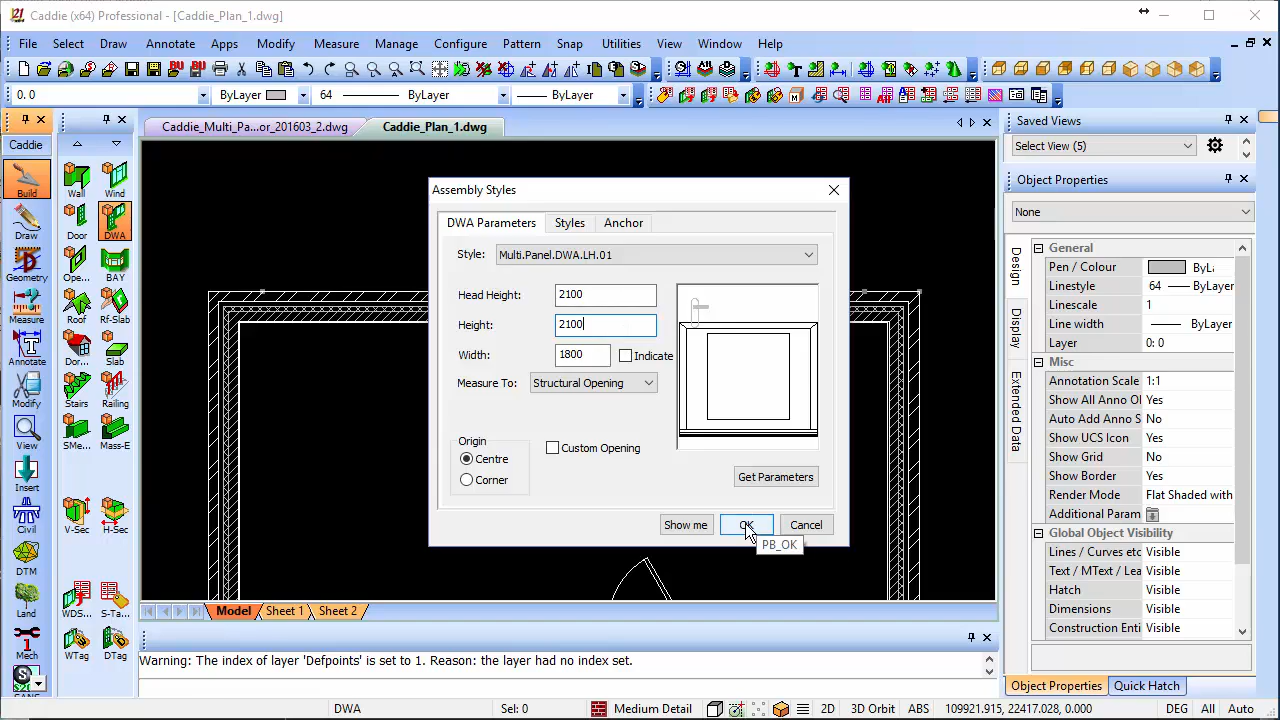 Caddie (x64) Professional - [Caddie_Plan_1.dwg]
File Select Draw Annotate Apps Modify Measure Manage Configure Pattern Snap Utilities View Window Help
0. 0 ByLayer 64 ByLayer ByLayer
Caddie_Multi_Pa...or_201603_2.dwg Caddie_Plan_1.dwg
Caddie
Build
Draw
Geometry
Measure
Annotate
Modify
View
Insert
Civil
DTM
Land
Mech
Wall Wind
Door DWA
Ope... BAY
Roof Rf-Slab
Dor... Slab
Stairs Railing
SMe... Mass-E
V-Sec H-Sec
WDS... S-Ta...
WTag DTag
Assembly Styles
DWA Parameters Styles Anchor
Style: Multi.Panel.DWA.LH.01
Head Height: 2100
Height: 2100
Width: 1800 Indicate
Measure To: Structural Opening
Origin
Centre
Corner
Custom Opening
Get Parameters
Show me OK Cancel
PB_OK
Saved Views
Select View (5)
Object Properties
None
Design
Display
Extended Data
General
Pen / Colour ByLa
Linestyle 64 ByLayer
Linescale 1
Line width ByLayer
Layer 0: 0
Misc
Annotation Scale 1:1
Show All Anno Ol Yes
Auto Add Anno S No
Show UCS Icon Yes
Show Grid No
Show Border Yes
Render Mode Flat Shaded with
Additional Param
Global Object Visibility
Lines / Curves etc Visible
Text / MText / Lea Visible
Hatch Visible
Dimensions Visible
Construction Enti Visible
Object Properties Quick Hatch
Model Sheet 1 Sheet 2
Warning: The index of layer 'Defpoints' is set to 1. Reason: the layer had no index set.
DWA Sel: 0 Medium Detail 2D 3D Orbit ABS 109921.915, 22417.028, 0.000 DEG All Auto